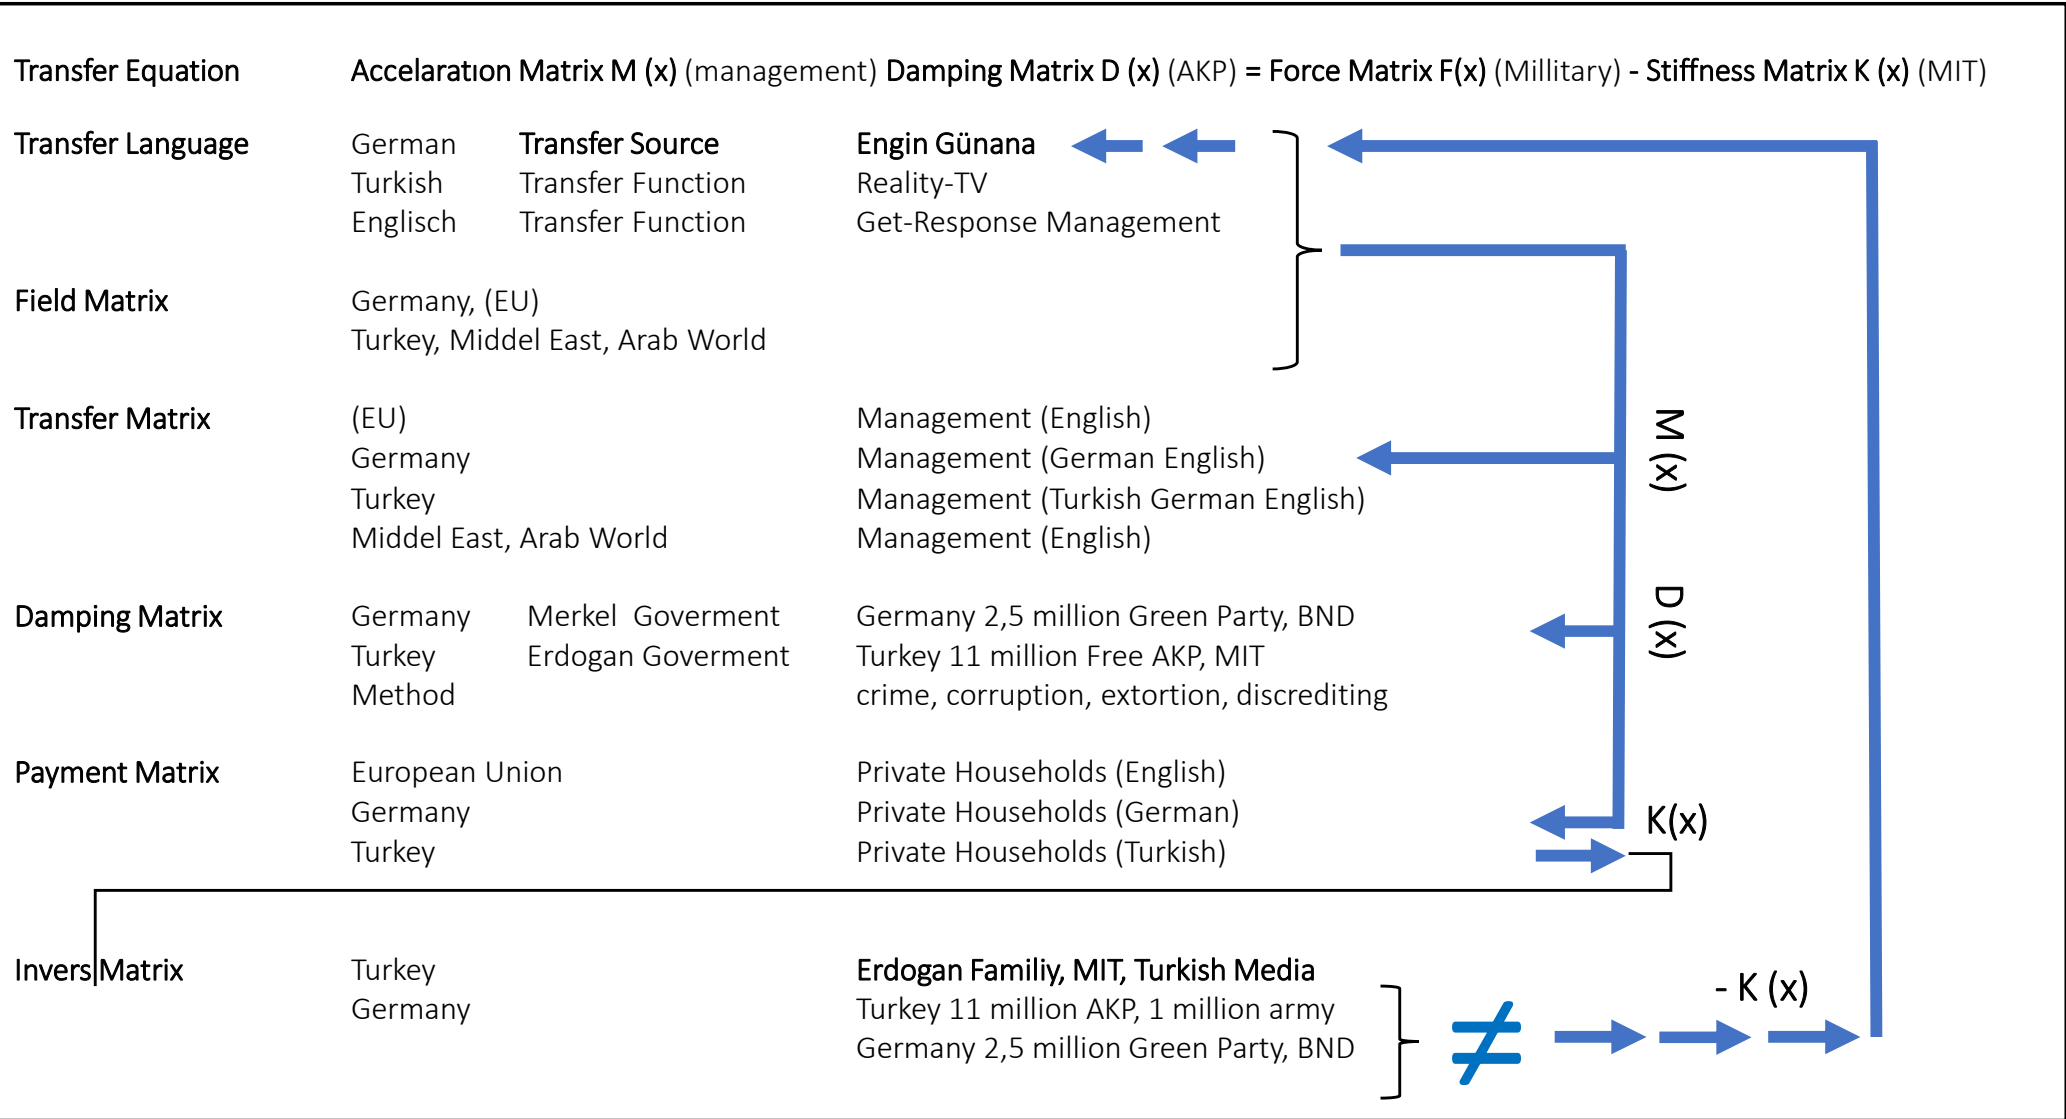 Transfer Equation Accelaratıon Matrix M (x) (management) Damping Matrix D (x) (AKP) = Force Matrix F(x) (Millitary) - Stiffness Matrix K (x) (MIT)
Transfer Language German Transfer Source Engin Günana
Turkish Transfer Function Reality-TV
Englisch Transfer Function Get-Response Management
Field Matrix Germany, (EU)
Turkey, Middel East, Arab World
Transfer Matrix (EU) Management (English)
Germany Management (German English)
Turkey Management (Turkish German English)
Middel East, Arab World Management (English)
M (x)
Damping Matrix Germany Merkel Goverment Germany 2,5 million Green Party, BND
Turkey Erdogan Goverment Turkey 11 million Free AKP, MIT
Method crime, corruption, extortion, discrediting
D (x)
Payment Matrix European Union Private Households (English)
Germany Private Households (German)
Turkey Private Households (Turkish)
K(x)
Invers Matrix Turkey Erdogan Familiy, MIT, Turkish Media
Germany Turkey 11 million AKP, 1 million army
Germany 2,5 million Green Party, BND
≠
- K (x)